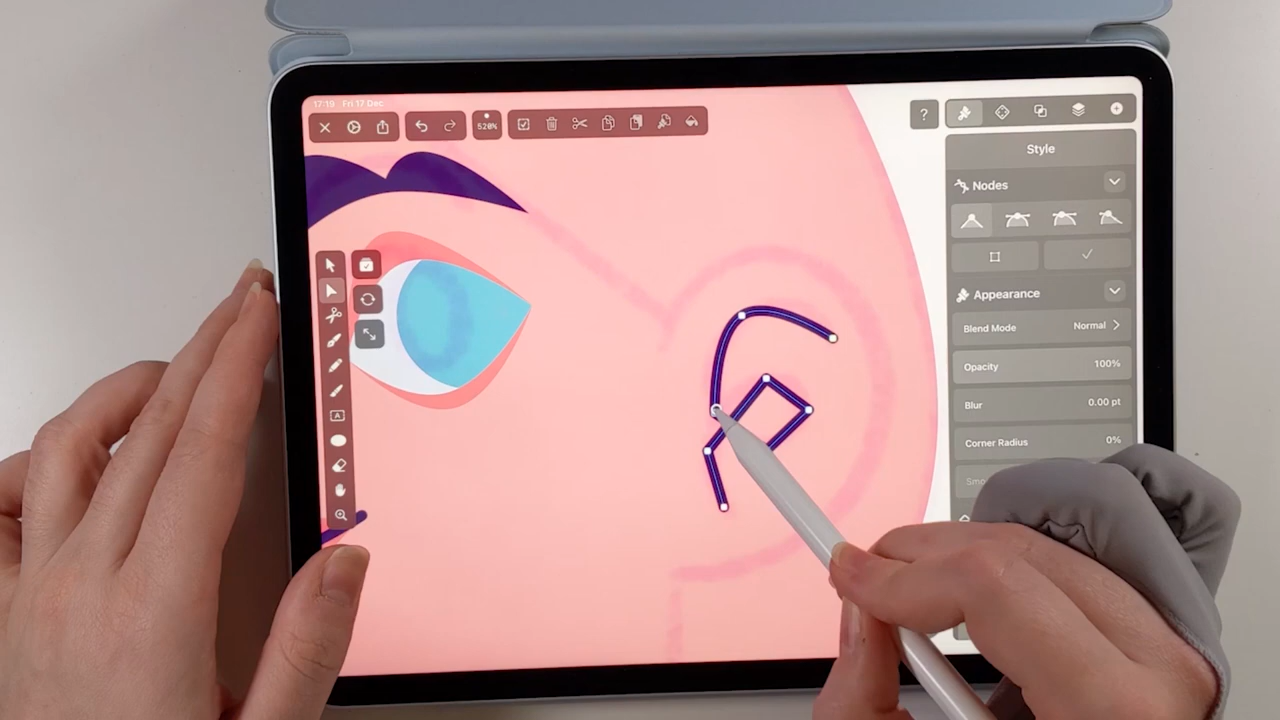 17:19 Fri 17 Dec
520%
?
Style
Nodes
Appearance
Blend Mode Normal
Opacity 100%
Blur 0.00 pt
Corner Radius 0%
A